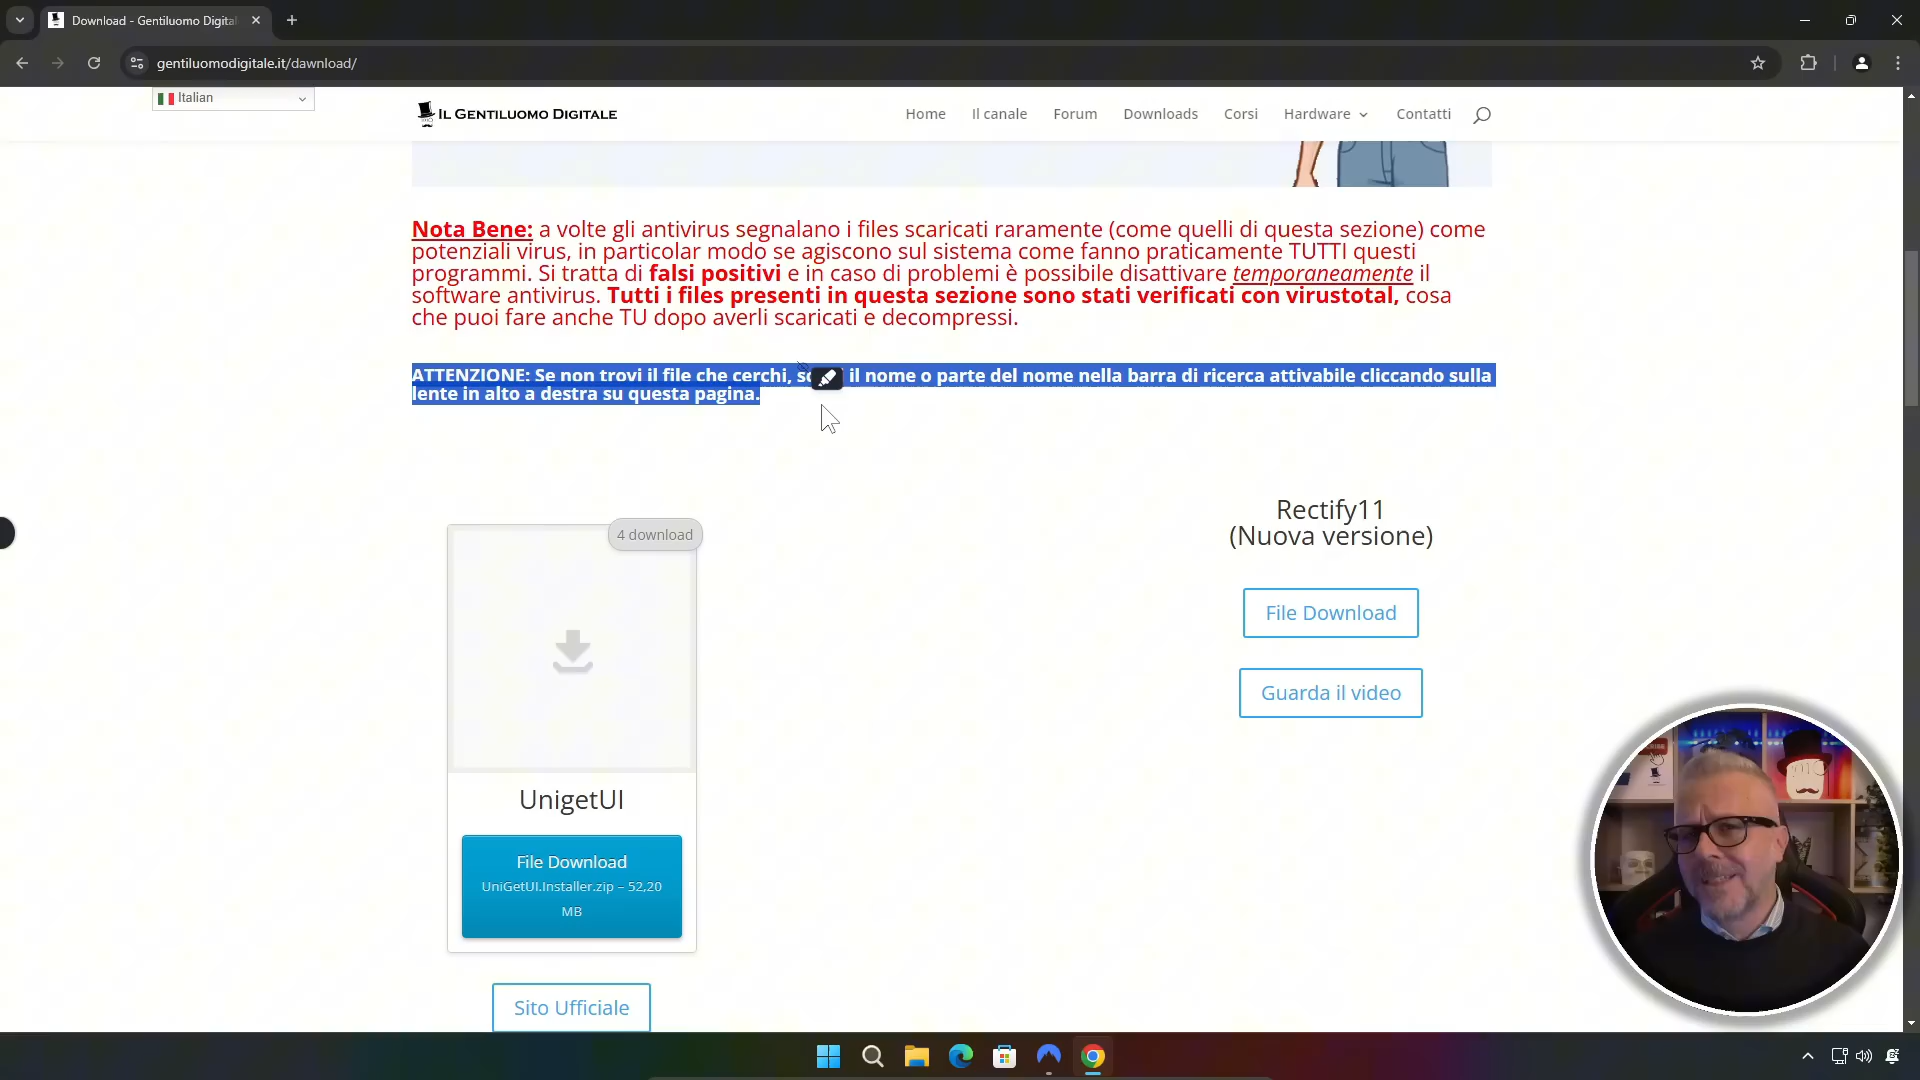 Download - Gentiluomo Digita
gentiluomodigitale.it/dawnload/
Italian
IL GENTILUOMO DIGITALE
Home Il canale Forum Downloads Corsi Hardware Contatti
Nota Bene: a volte gli antivirus segnalano i files scaricati raramente (come quelli di questa sezione) come
potenziali virus, in particolar modo se agiscono sul sistema come fanno praticamente TUTTI questi
programmi. Si tratta di falsi positivi e in caso di problemi è possibile disattivare temporaneamente il
software antivirus. Tutti i files presenti in questa sezione sono stati verificati con virustotal, cosa
che puoi fare anche TU dopo averli scaricati e decompressi.
ATTENZIONE: Se non trovi il file che cerchi, il nome o parte del nome nella barra di ricerca attivabile cliccando sulla
lente in alto a destra su questa pagina.
4 download
UnigetUI
File Download
UniGetUI.Installer.zip – 52,20
MB
Sito Ufficiale
Rectify11
(Nuova versione)
File Download
Guarda il video